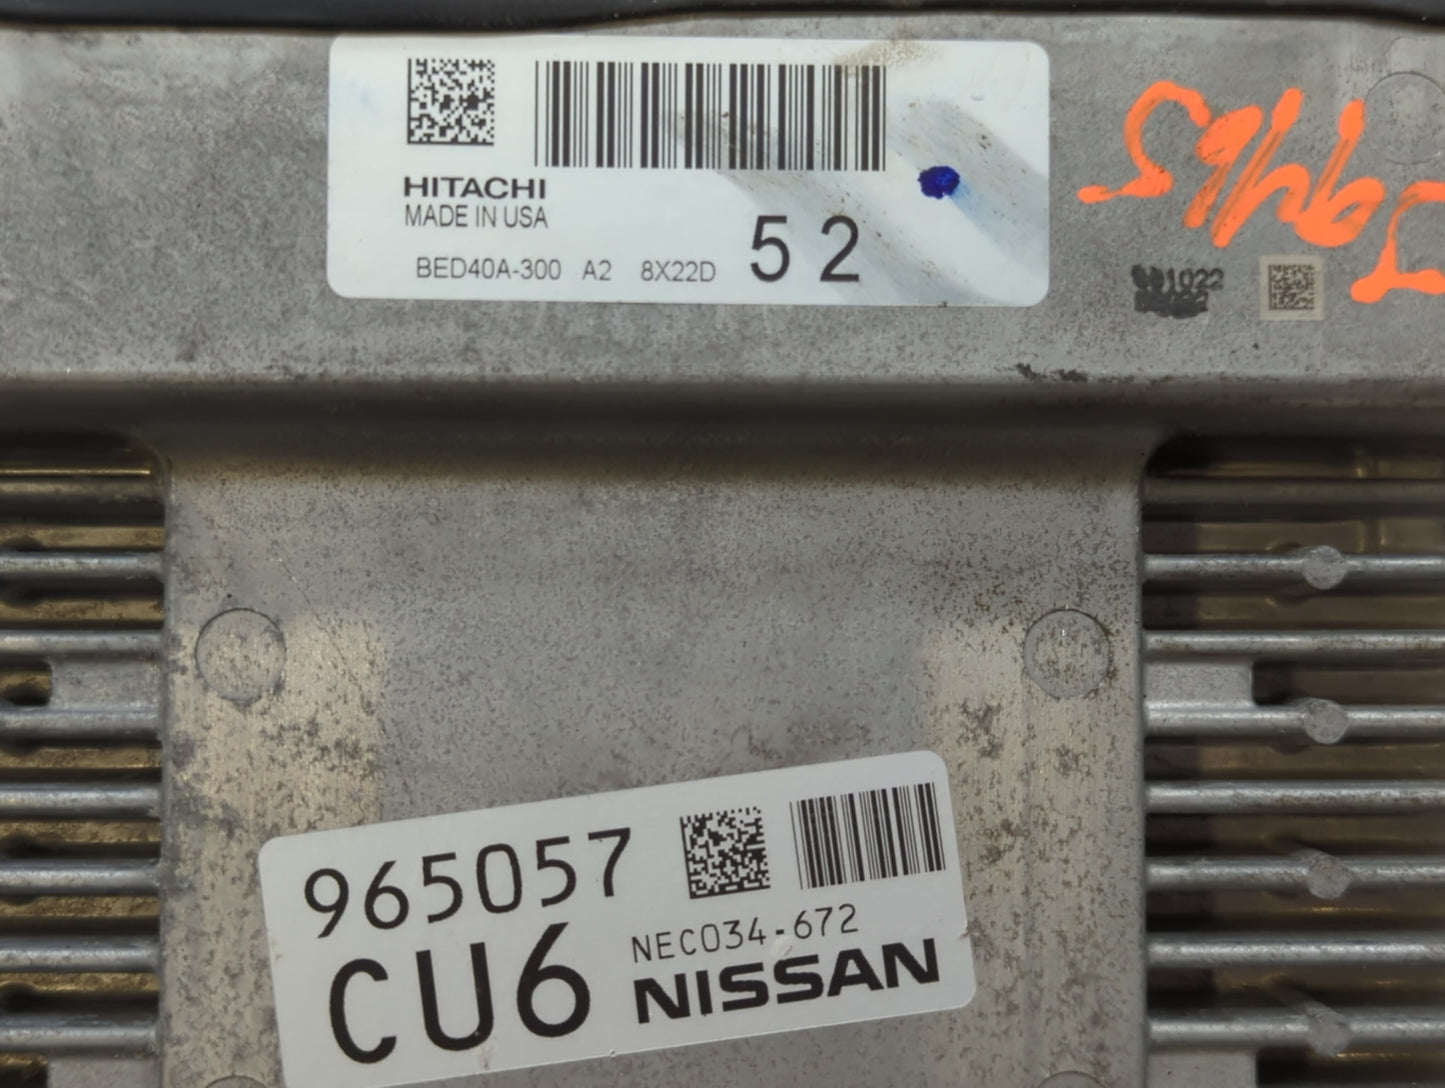 HITACHI
MADE IN USA
BED40A-300 A2 8X22D 52
965057
CU6 NEC034-672
NISSAN